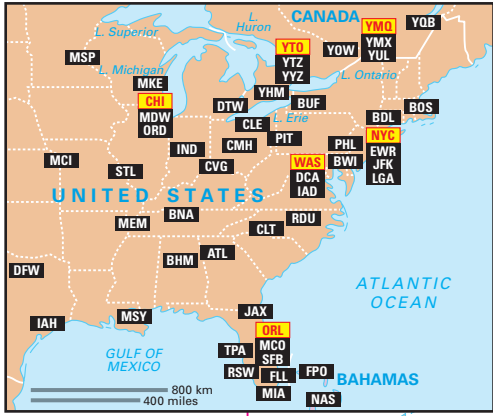 CANADA
L. Superior
L. Huron
YMQ
YMX
YUL
YQB
YTO
YTZ
YYZ
YOW
MSP
L. Michigan
MKE
L. Ontario
CHI
MDW
ORD
YHM
DTW
BUF
BOS
L. Erie
BDL
CLE
NYC
EWR
JFK
LGA
IND
CMH
PIT
PHL
MCI
STL
CVG
WAS
DCA
IAD
BWI
UNITED STATES
BNA
MEM
RDU
CLT
ATL
BHM
DFW
ATLANTIC
OCEAN
JAX
IAH
MSY
ORL
MCO
SFB
GULF OF
MEXICO
TPA
RSW
FLL
FPO
BAHAMAS
MIA
NAS
800 km
400 miles